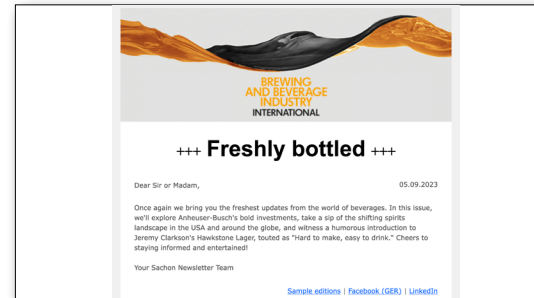 BREWING
AND BEVERAGE
INDUSTRY
INTERNATIONAL
+++ Freshly bottled +++
Dear Sir or Madam, 05.09.2023
Once again we bring you the freshest updates from the world of beverages. In this issue,
we'll explore Anheuser-Busch's bold investments, take a sip of the shifting spirits
landscape in the USA and around the globe, and witness a humorous introduction to
Jeremy Clarkson's Hawkstone Lager, touted as "Hard to make, easy to drink." Cheers to
staying informed and entertained!
Your Sachon Newsletter Team
Sample editions | Facebook (GER) | LinkedIn